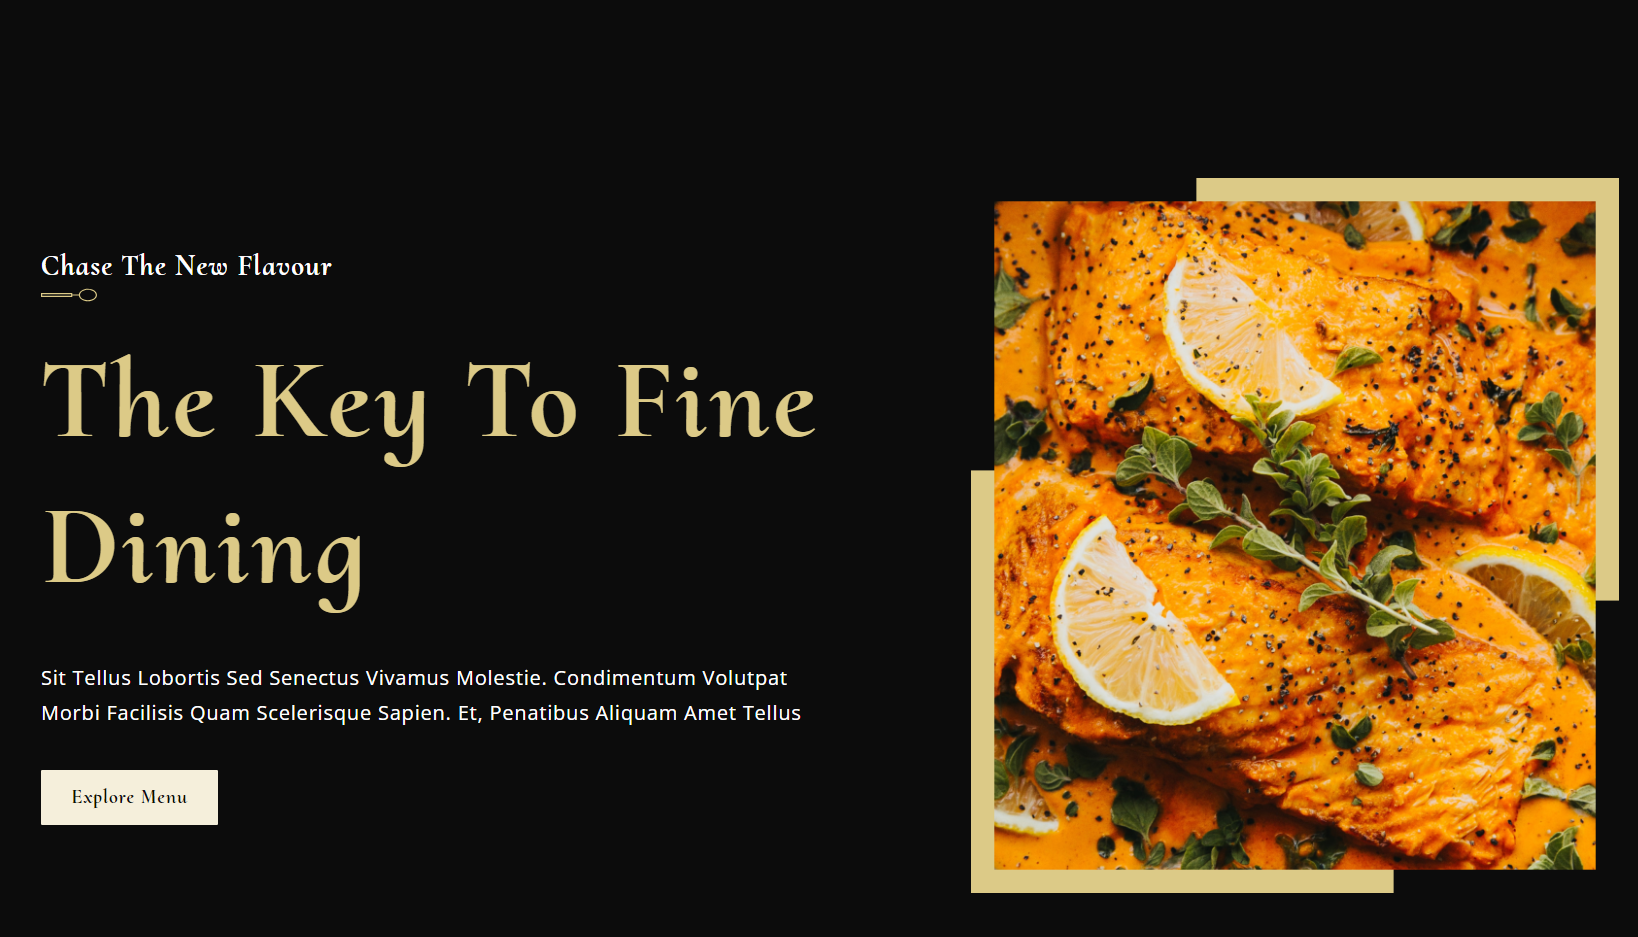 Chase The New Flavour
The Key To Fine
Dining
Sit Tellus Lobortis Sed Senectus Vivamus Molestie. Condimentum Volutpat
Morbi Facilisis Quam Scelerisque Sapien. Et, Penatibus Aliquam Amet Tellus
Explore Menu